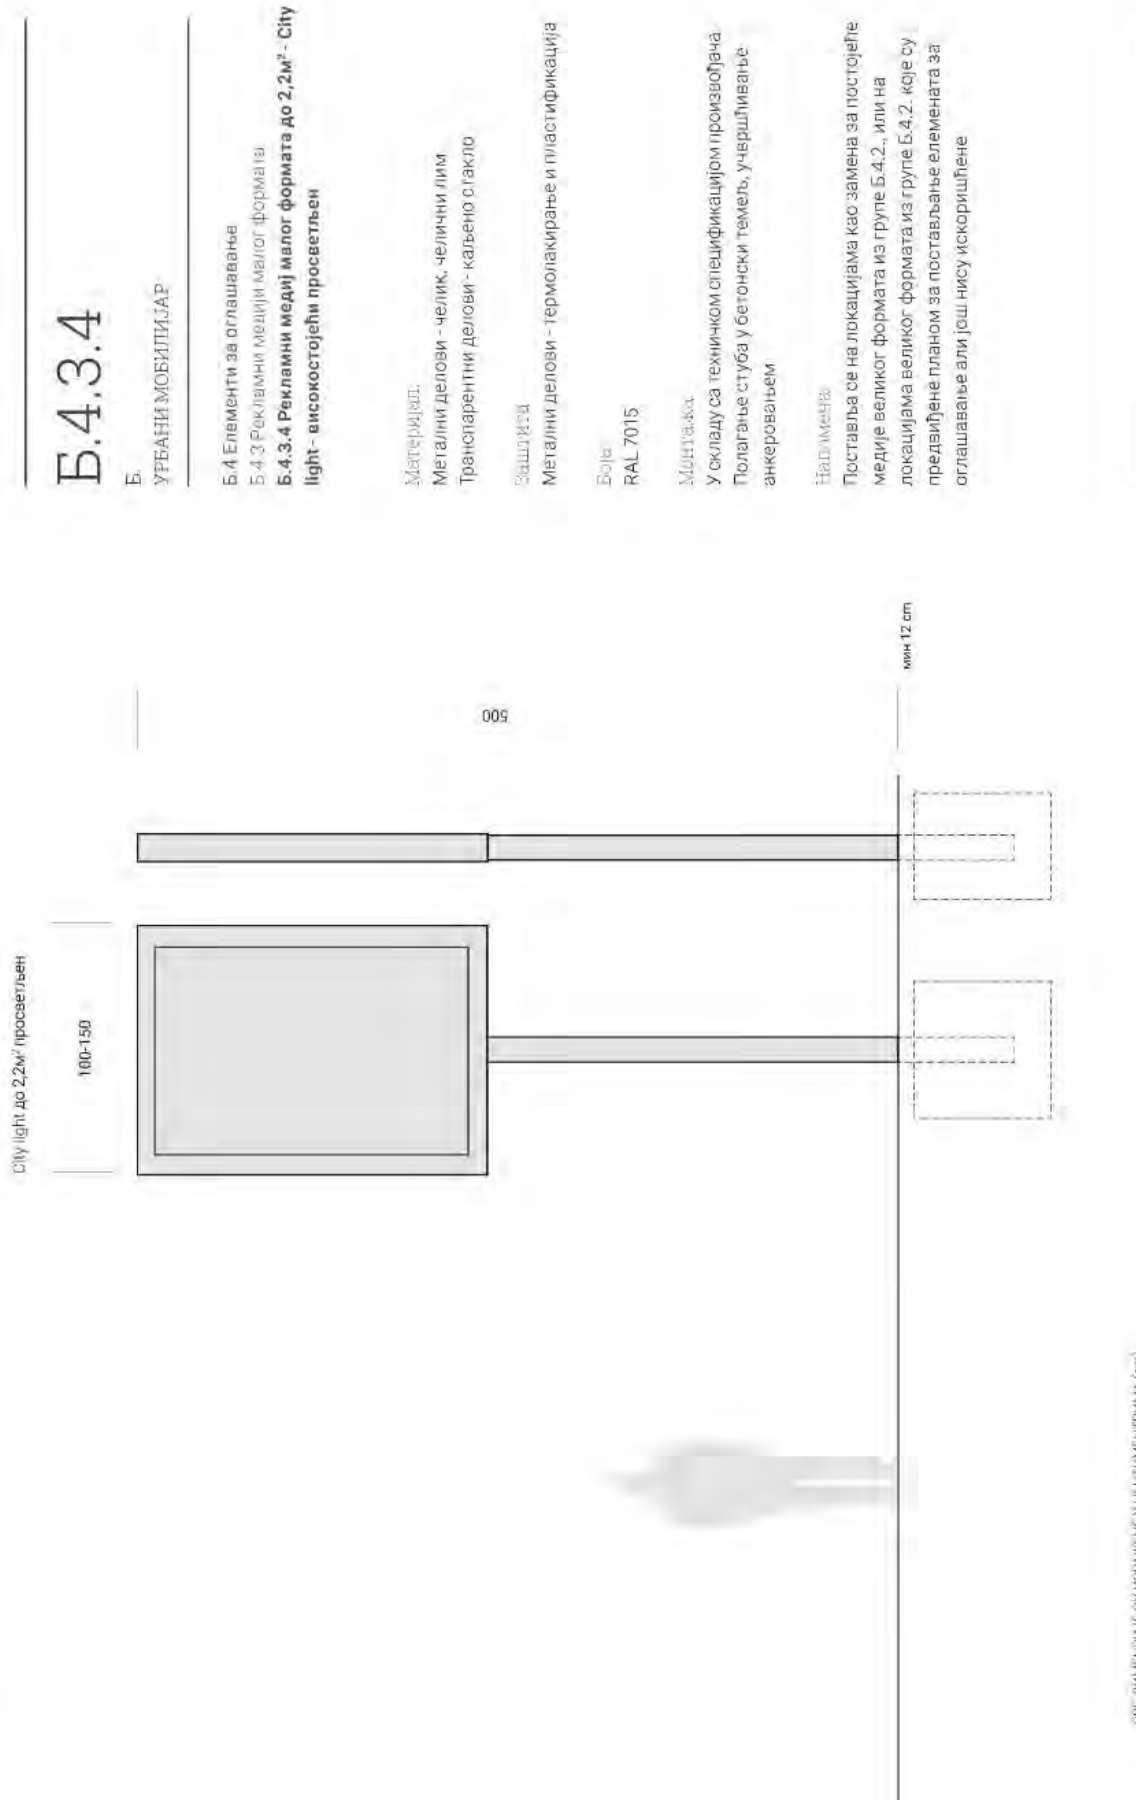 City light до 2,2м² просветљен
100-150
500
мин 12 cm
Б.4.3.4
Б.
УРБАНИ МОБИЛИЈАР
Б.4 Елементи за оглашавање
Б.4.3 Рекламни медији малог формата
Б.4.3.4 Рекламни медиј малог формата до 2,2м² - City
light - високостојећи просветљен
Материјал:
Метални делови - челик, челични лим
Транспарентни делови - каљено стакло
Заштита
Метални делови - термолакирање и пластификација
Боја:
RAL 7015
Монтажа:
У складу са техничком спецификацијом произвођача.
Полагање стуба у бетонски темељ, учвршћивање
анкеровањем
Напомена:
Поставља се на локацијама као замена за постојеће
медије великог формата из групе Б.4.2., или на
локацијама великог формата из групе Б.4.2. које су
предвиђене планом за постављање елемената за
оглашавање али још нису искоришћене